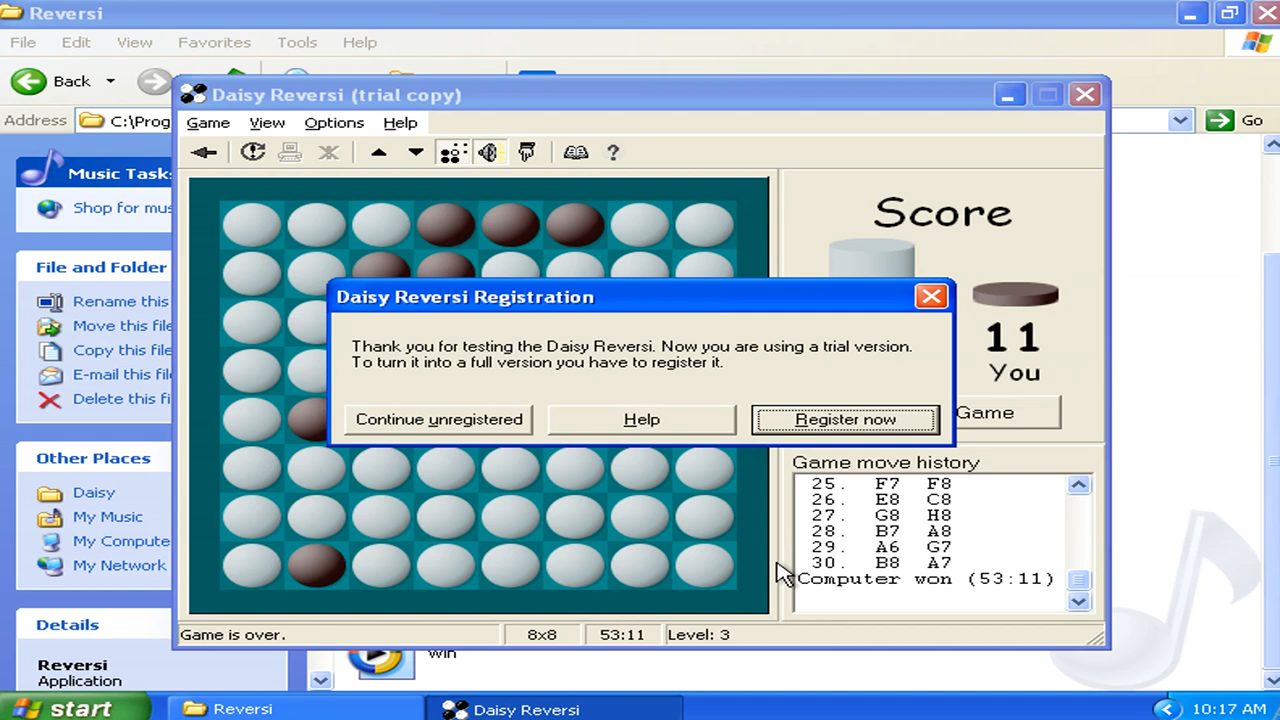 Reversi
File Edit View Favorites Tools Help
Back
Address C:\Prog Go
Music Task
Shop for mu
File and Folder
Rename this
Move this file
Copy this file
E-mail this fil
Delete this fi
Other Places
Daisy
My Music
My Compute
My Network
Details
Reversi
Application
Daisy Reversi (trial copy)
Game View Options Help
Score
11
You
Game
Game move history
25. F7 F8
26. E8 C8
27. G8 H8
28. B7 A8
29. A6 G7
30. B8 A7
Computer won (53:11)
Game is over. 8x8 53:11 Level: 3
Daisy Reversi Registration
Thank you for testing the Daisy Reversi. Now you are using a trial version.
To turn it into a full version you have to register it.
Continue unregistered Help Register now
win
start Reversi Daisy Reversi 10:17 AM